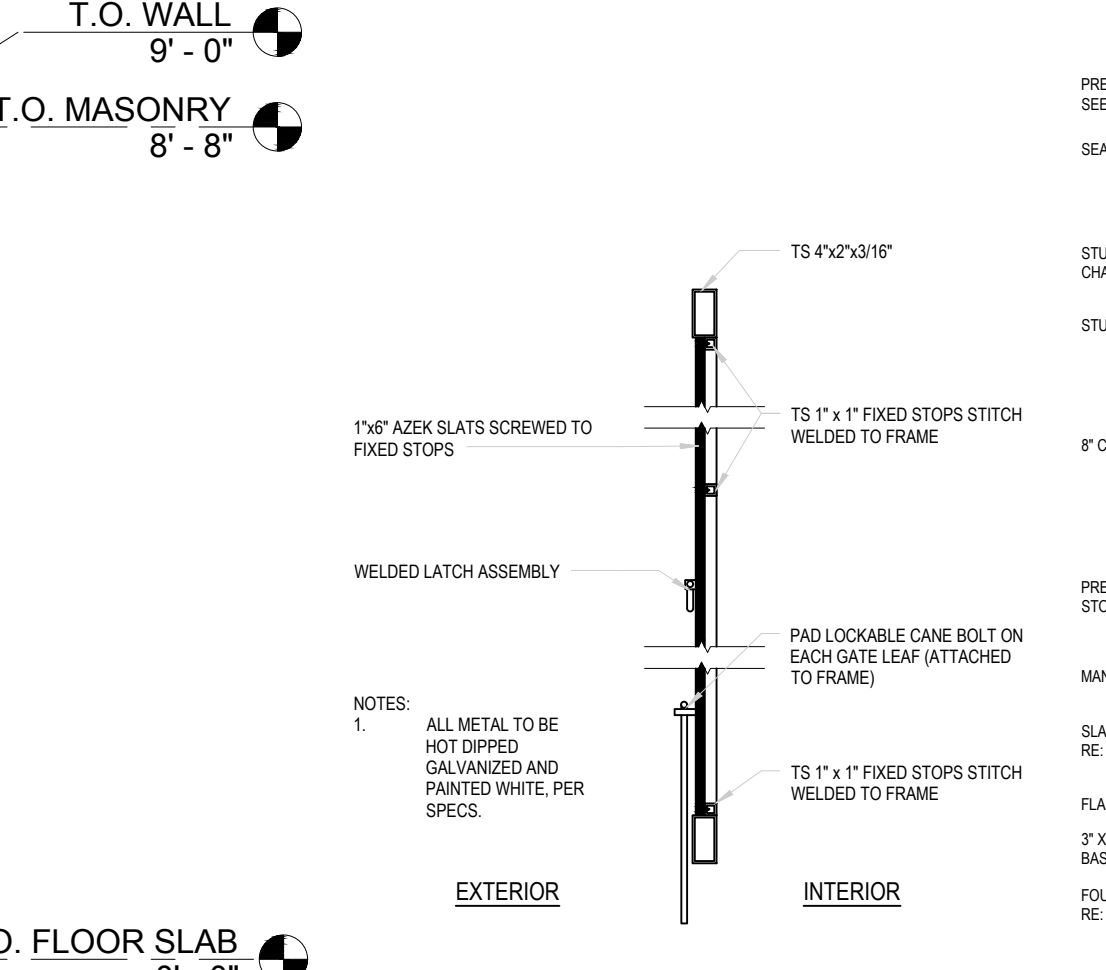 T.O. WALL
9' - 0"
T.O. MASONRY
8' - 8"
TS 4"x2"x3/16"
1"x6" AZEK SLATS SCREWED TO
FIXED STOPS
TS 1" x 1" FIXED STOPS STITCH
WELDED TO FRAME
WELDED LATCH ASSEMBLY
PAD LOCKABLE CANE BOLT ON
EACH GATE LEAF (ATTACHED
TO FRAME)
NOTES:
1. ALL METAL TO BE
HOT DIPPED
GALVANIZED AND
PAINTED WHITE, PER
SPECS.
TS 1" x 1" FIXED STOPS STITCH
WELDED TO FRAME
EXTERIOR
INTERIOR
FLOOR SLAB
PRE
SEE
SEA
STU
CHA
STU
8" C
PRE
STO
MAN
SLA
RE:
FLA
3" X
BAS
FOU
RE: